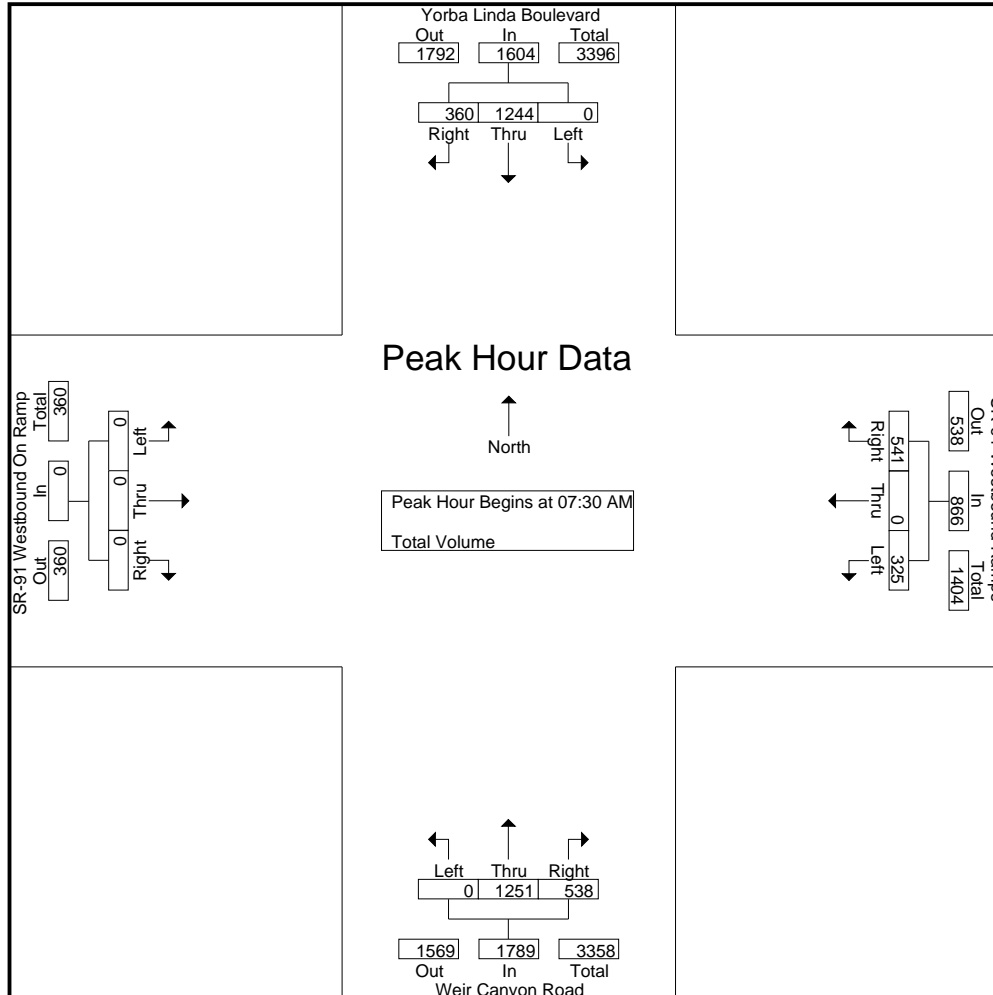 Yorba Linda Boulevard
Out In Total
1792 1604 3396
360 1244 0
Right Thru Left
Peak Hour Data
North
Peak Hour Begins at 07:30 AM
Total Volume
SR-91 Westbound On Ramp
Total In Out
360 0 360
0 0 0
Left Thru Right
Right Thru Left
541 0 325
538 866 1404
Out In Total
Left Thru Right
0 1251 538
1569 1789 3358
Out In Total
Weir Canyon Road